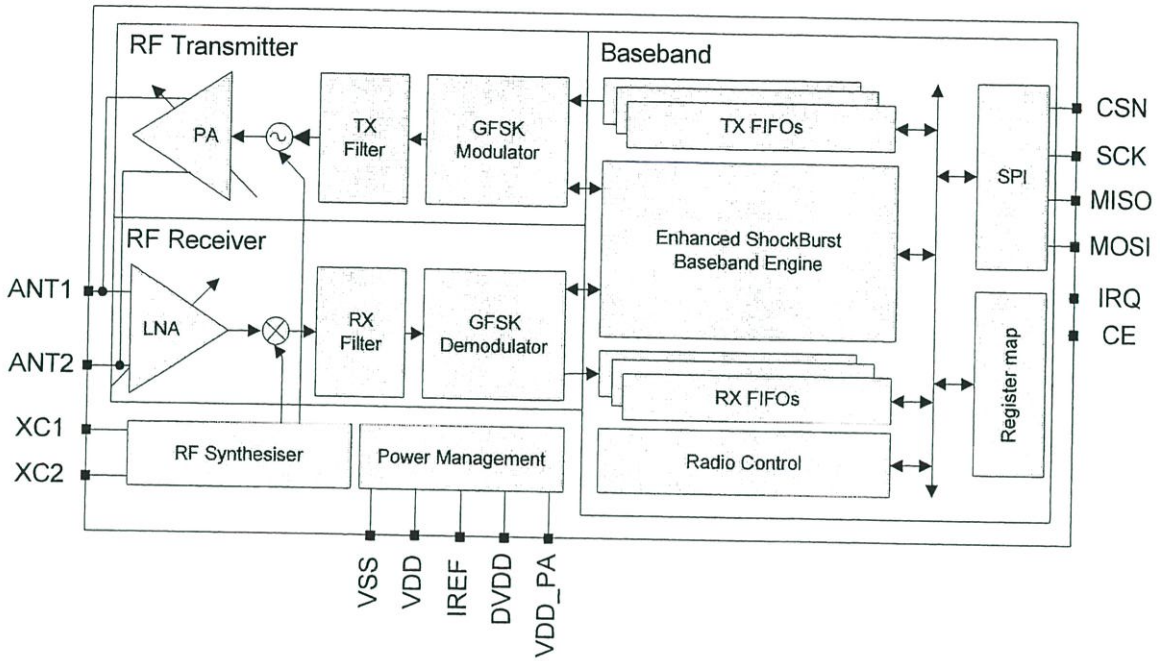 RF Transmitter
PA
TX
Filter
GFSK
Modulator
Baseband
TX FIFOs
Enhanced ShockBurst
Baseband Engine
RF Receiver
LNA
RX
Filter
GFSK
Demodulator
RX FIFOs
Radio Control
RF Synthesiser
Power Management
SPI
Register map
ANT1
ANT2
XC1
XC2
CSN
SCK
MISO
MOSI
IRQ
CE
VSS
VDD
IREF
DVDD
VDD_PA